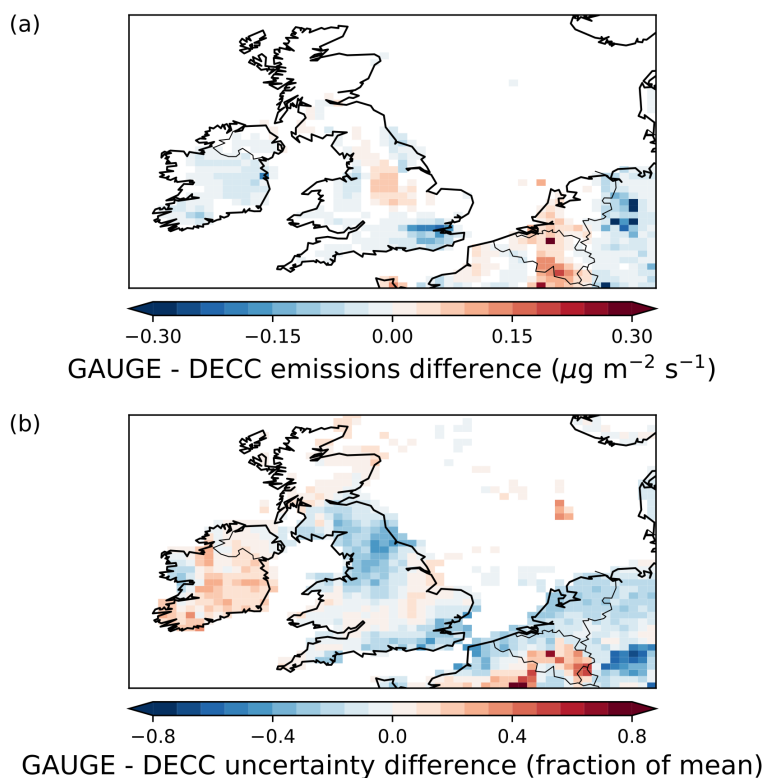 (a)
−0.30 −0.15 0.00 0.15 0.30
GAUGE - DECC emissions difference (μg m⁻² s⁻¹)
(b)
−0.8 −0.4 0.0 0.4 0.8
GAUGE - DECC uncertainty difference (fraction of mean)